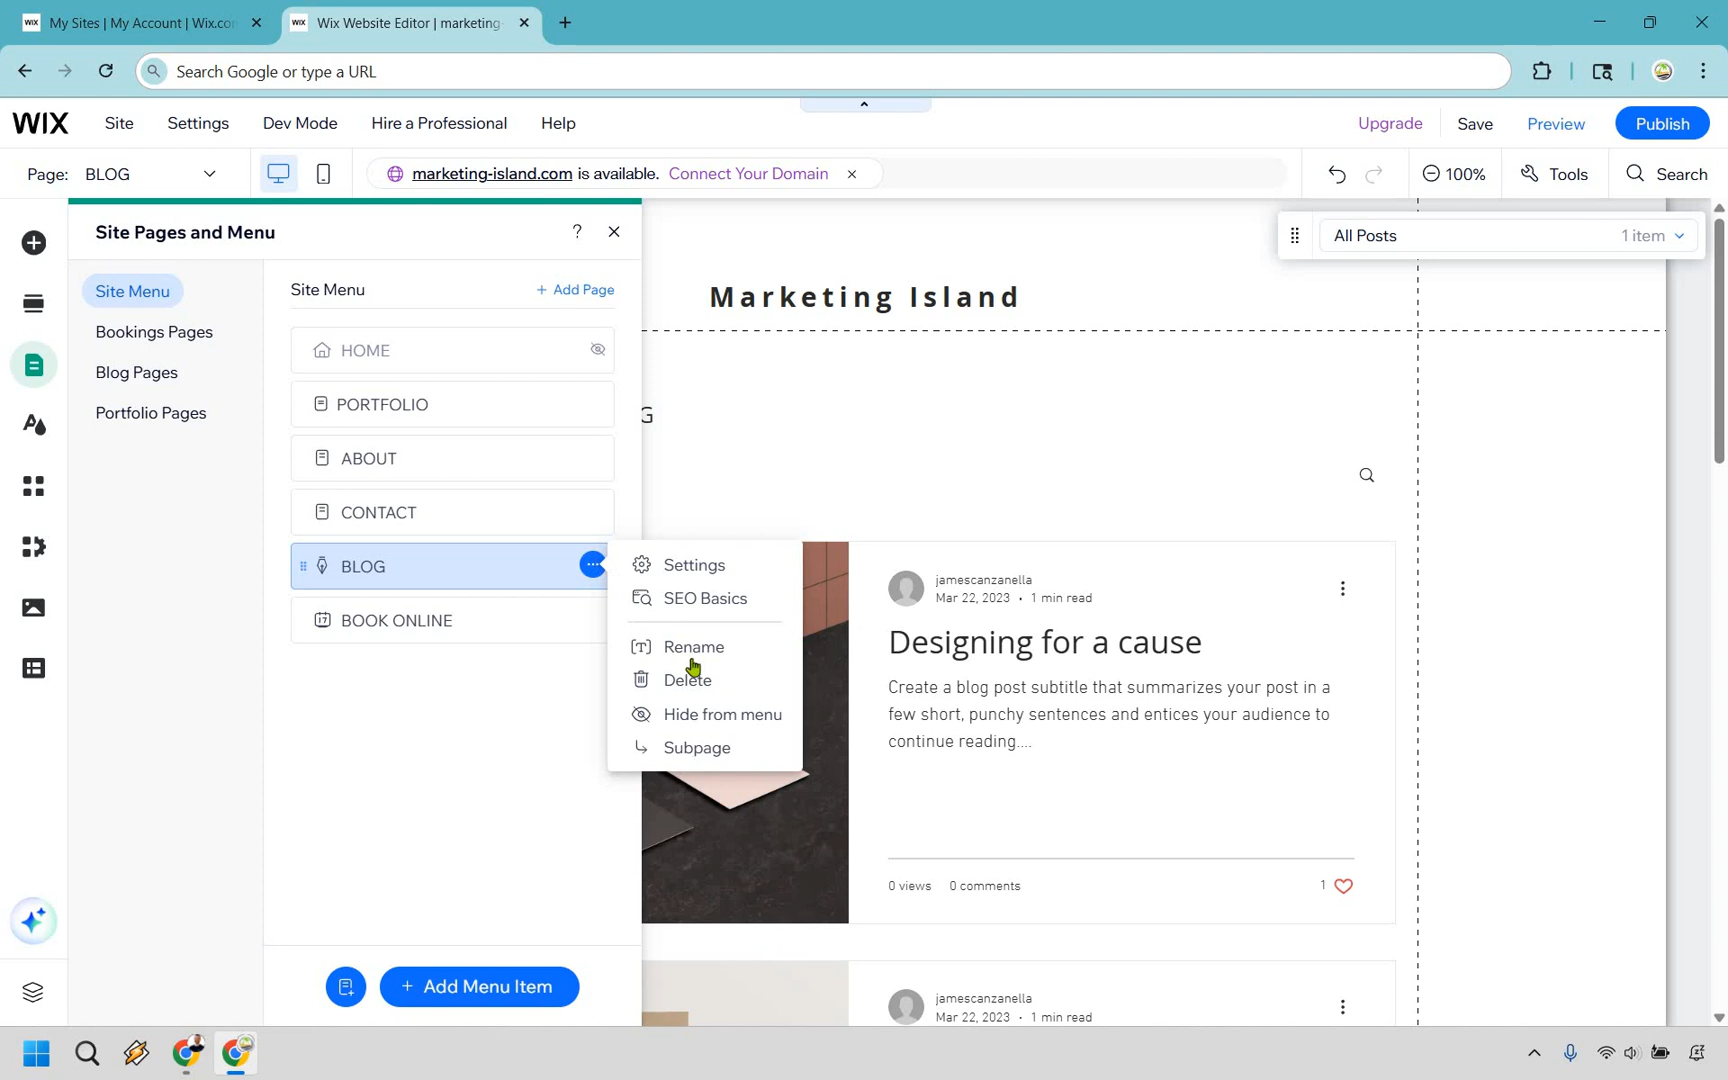 WIX My Sites | My Account | Wix.co
WIX Wix Website Editor | marketing-
Search Google or type a URL
WIX Site Settings Dev Mode Hire a Professional Help Upgrade Save Preview Publish
Page: BLOG
marketing-island.com is available. Connect Your Domain
100% Tools Search
Site Pages and Menu ?
All Posts 1 item
Site Menu
Bookings Pages
Blog Pages
Portfolio Pages
Site Menu + Add Page
HOME
PORTFOLIO
ABOUT
CONTACT
BLOG
17 BOOK ONLINE
Settings
SEO Basics
Rename
Delete
Hide from menu
Subpage
+ Add Menu Item
Marketing Island
G
jamescanzanella
Mar 22, 2023 • 1 min read
Designing for a cause
Create a blog post subtitle that summarizes your post in a
few short, punchy sentences and entices your audience to
continue reading....
0 views 0 comments 1
jamescanzanella
Mar 22, 2023 • 1 min read